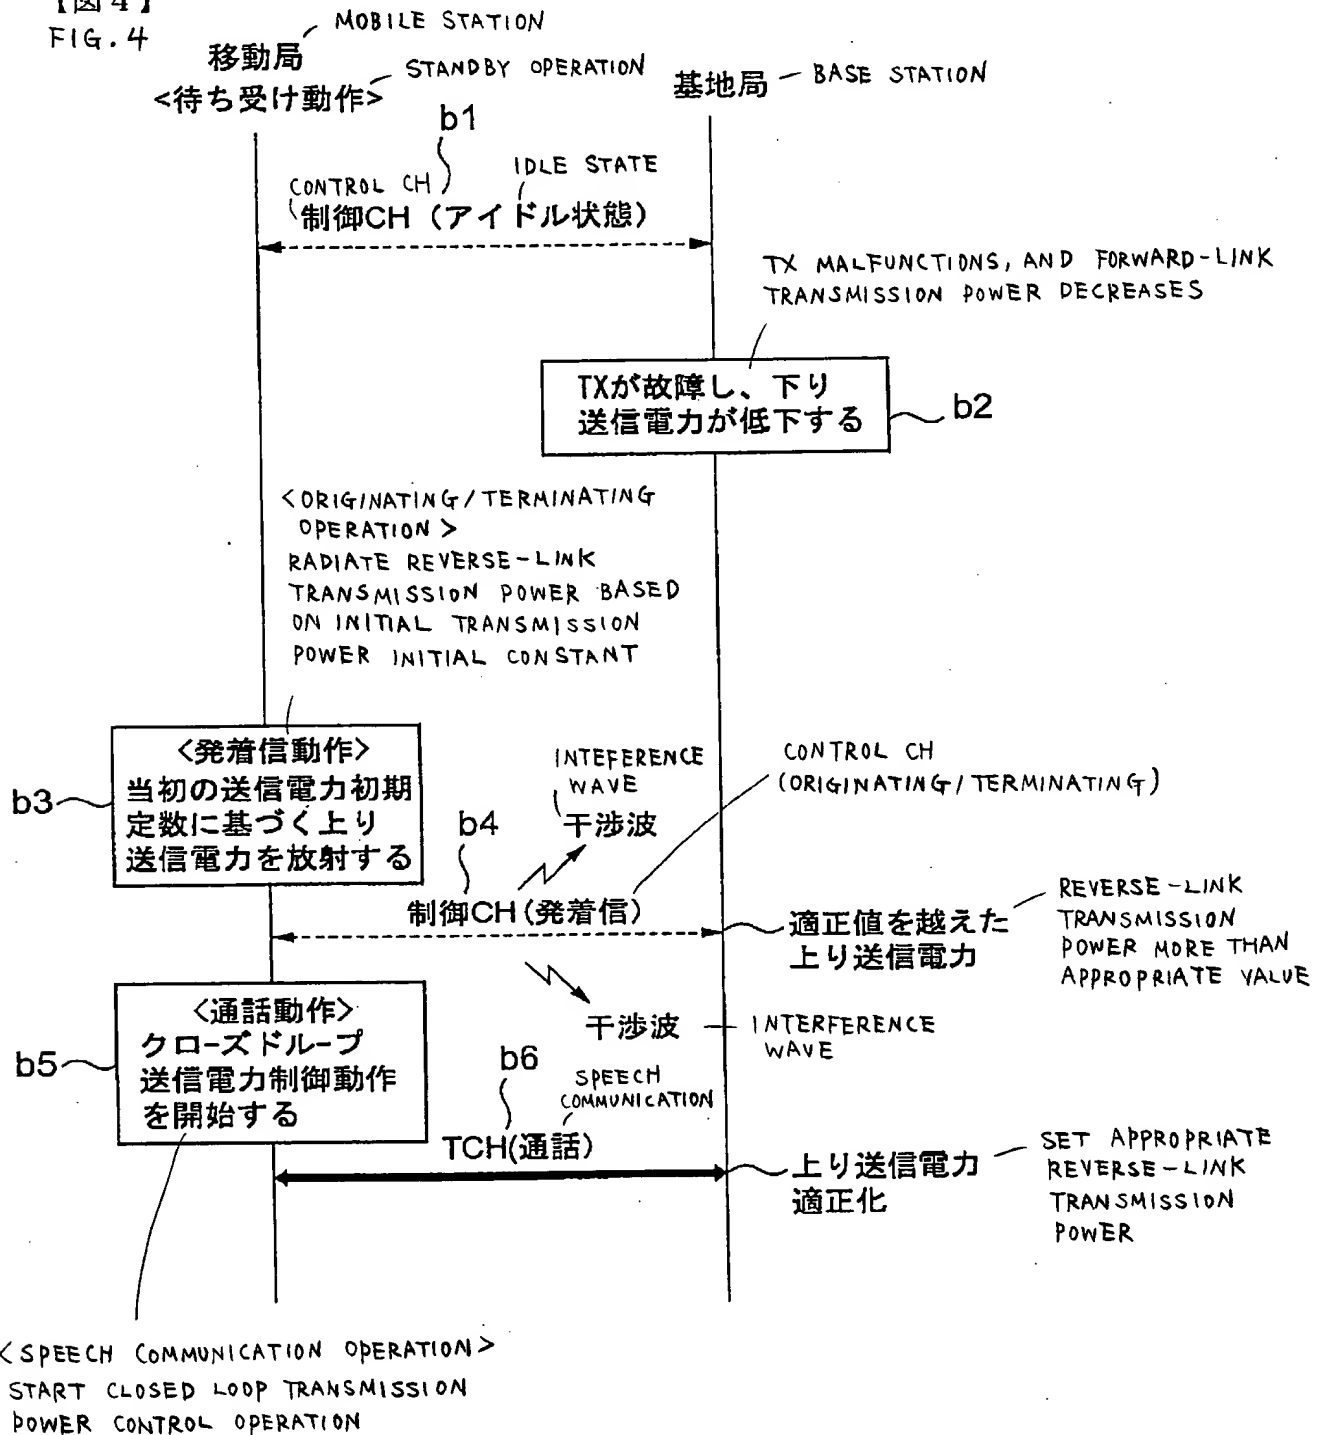 【図4】
FIG. 4
MOBILE STATION
移動局
<待ち受け動作>
STANDBY OPERATION
基地局
BASE STATION
b1
IDLE STATE
CONTROL CH
制御CH (アイドル状態)
TX MALFUNCTIONS, AND FORWARD-LINK
TRANSMISSION POWER DECREASES
TXが故障し、下り
送信電力が低下する
b2
<ORIGINATING/TERMINATING
OPERATION>
RADIATE REVERSE-LINK
TRANSMISSION POWER BASED
ON INITIAL TRANSMISSION
POWER INITIAL CONSTANT
<発着信動作>
当初の送信電力初期
定数に基づく上り
送信電力を放射する
b3
INTEFERENCE
WAVE
干渉波
CONTROL CH
(ORIGINATING/TERMINATING)
b4
制御CH(発着信)
適正値を越えた
上り送信電力
REVERSE-LINK
TRANSMISSION
POWER MORE THAN
APPROPRIATE VALUE
<通話動作>
クローズドループ
送信電力制御動作
を開始する
b5
干渉波
INTERFERENCE
WAVE
b6
SPEECH
COMMUNICATION
TCH(通話)
上り送信電力
適正化
SET APPROPRIATE
REVERSE-LINK
TRANSMISSION
POWER
<SPEECH COMMUNICATION OPERATION>
START CLOSED LOOP TRANSMISSION
POWER CONTROL OPERATION